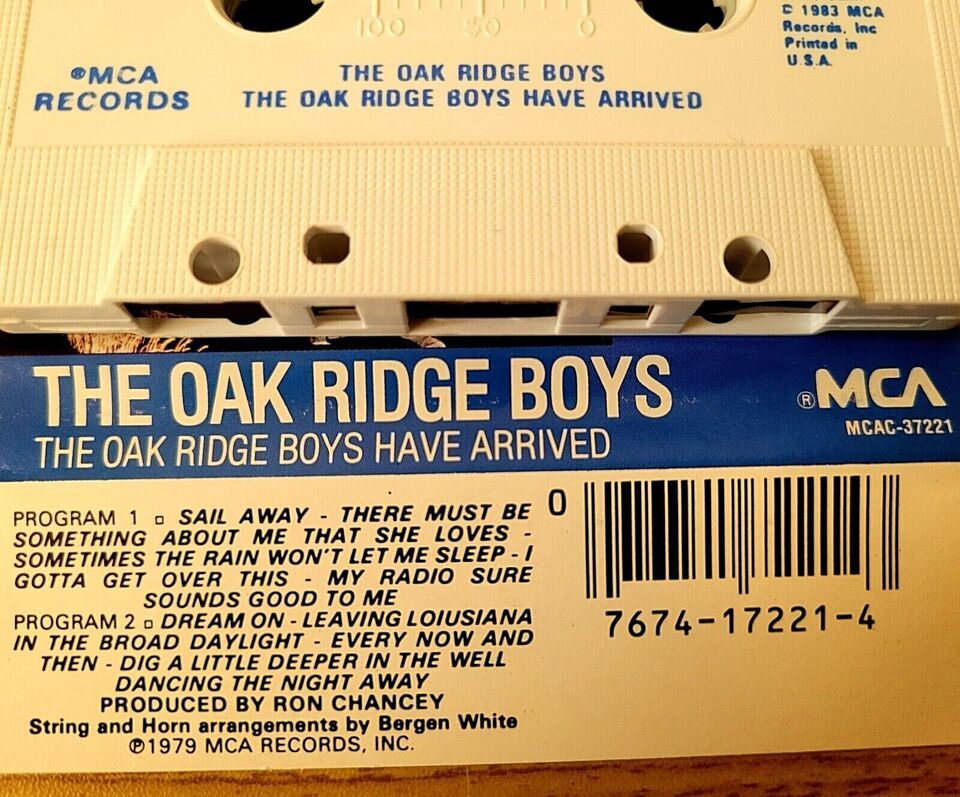 © 1983 MCA
Records, Inc
Printed in
U.S.A.
100 50 0
®MCA
RECORDS
THE OAK RIDGE BOYS
THE OAK RIDGE BOYS HAVE ARRIVED
THE OAK RIDGE BOYS
THE OAK RIDGE BOYS HAVE ARRIVED
®MCA
MCAC-37221
PROGRAM 1 □ SAIL AWAY - THERE MUST BE
SOMETHING ABOUT ME THAT SHE LOVES -
SOMETIMES THE RAIN WON'T LET ME SLEEP - I
GOTTA GET OVER THIS - MY RADIO SURE
SOUNDS GOOD TO ME
PROGRAM 2 □ DREAM ON - LEAVING LOIUSIANA
IN THE BROAD DAYLIGHT - EVERY NOW AND
THEN - DIG A LITTLE DEEPER IN THE WELL
DANCING THE NIGHT AWAY
PRODUCED BY RON CHANCEY
String and Horn arrangements by Bergen White
℗1979 MCA RECORDS, INC.
0
7674-17221-4